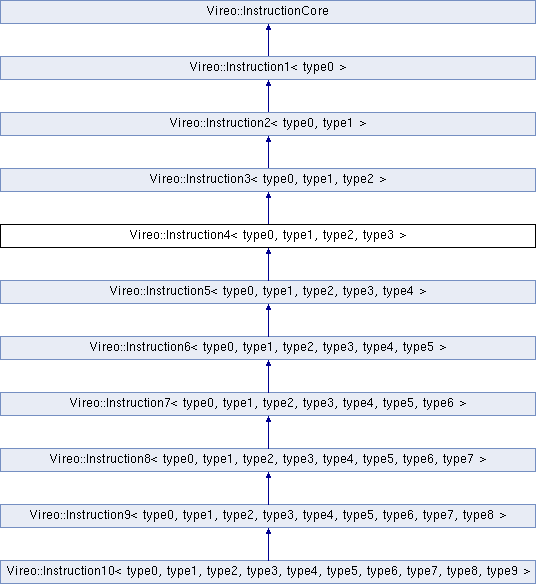 Vireo::InstructionCore
Vireo::Instruction1< type0 >
Vireo::Instruction2< type0, type1 >
Vireo::Instruction3< type0, type1, type2 >
Vireo::Instruction4< type0, type1, type2, type3 >
Vireo::Instruction5< type0, type1, type2, type3, type4 >
Vireo::Instruction6< type0, type1, type2, type3, type4, type5 >
Vireo::Instruction7< type0, type1, type2, type3, type4, type5, type6 >
Vireo::Instruction8< type0, type1, type2, type3, type4, type5, type6, type7 >
Vireo::Instruction9< type0, type1, type2, type3, type4, type5, type6, type7, type8 >
Vireo::Instruction10< type0, type1, type2, type3, type4, type5, type6, type7, type8, type9 >